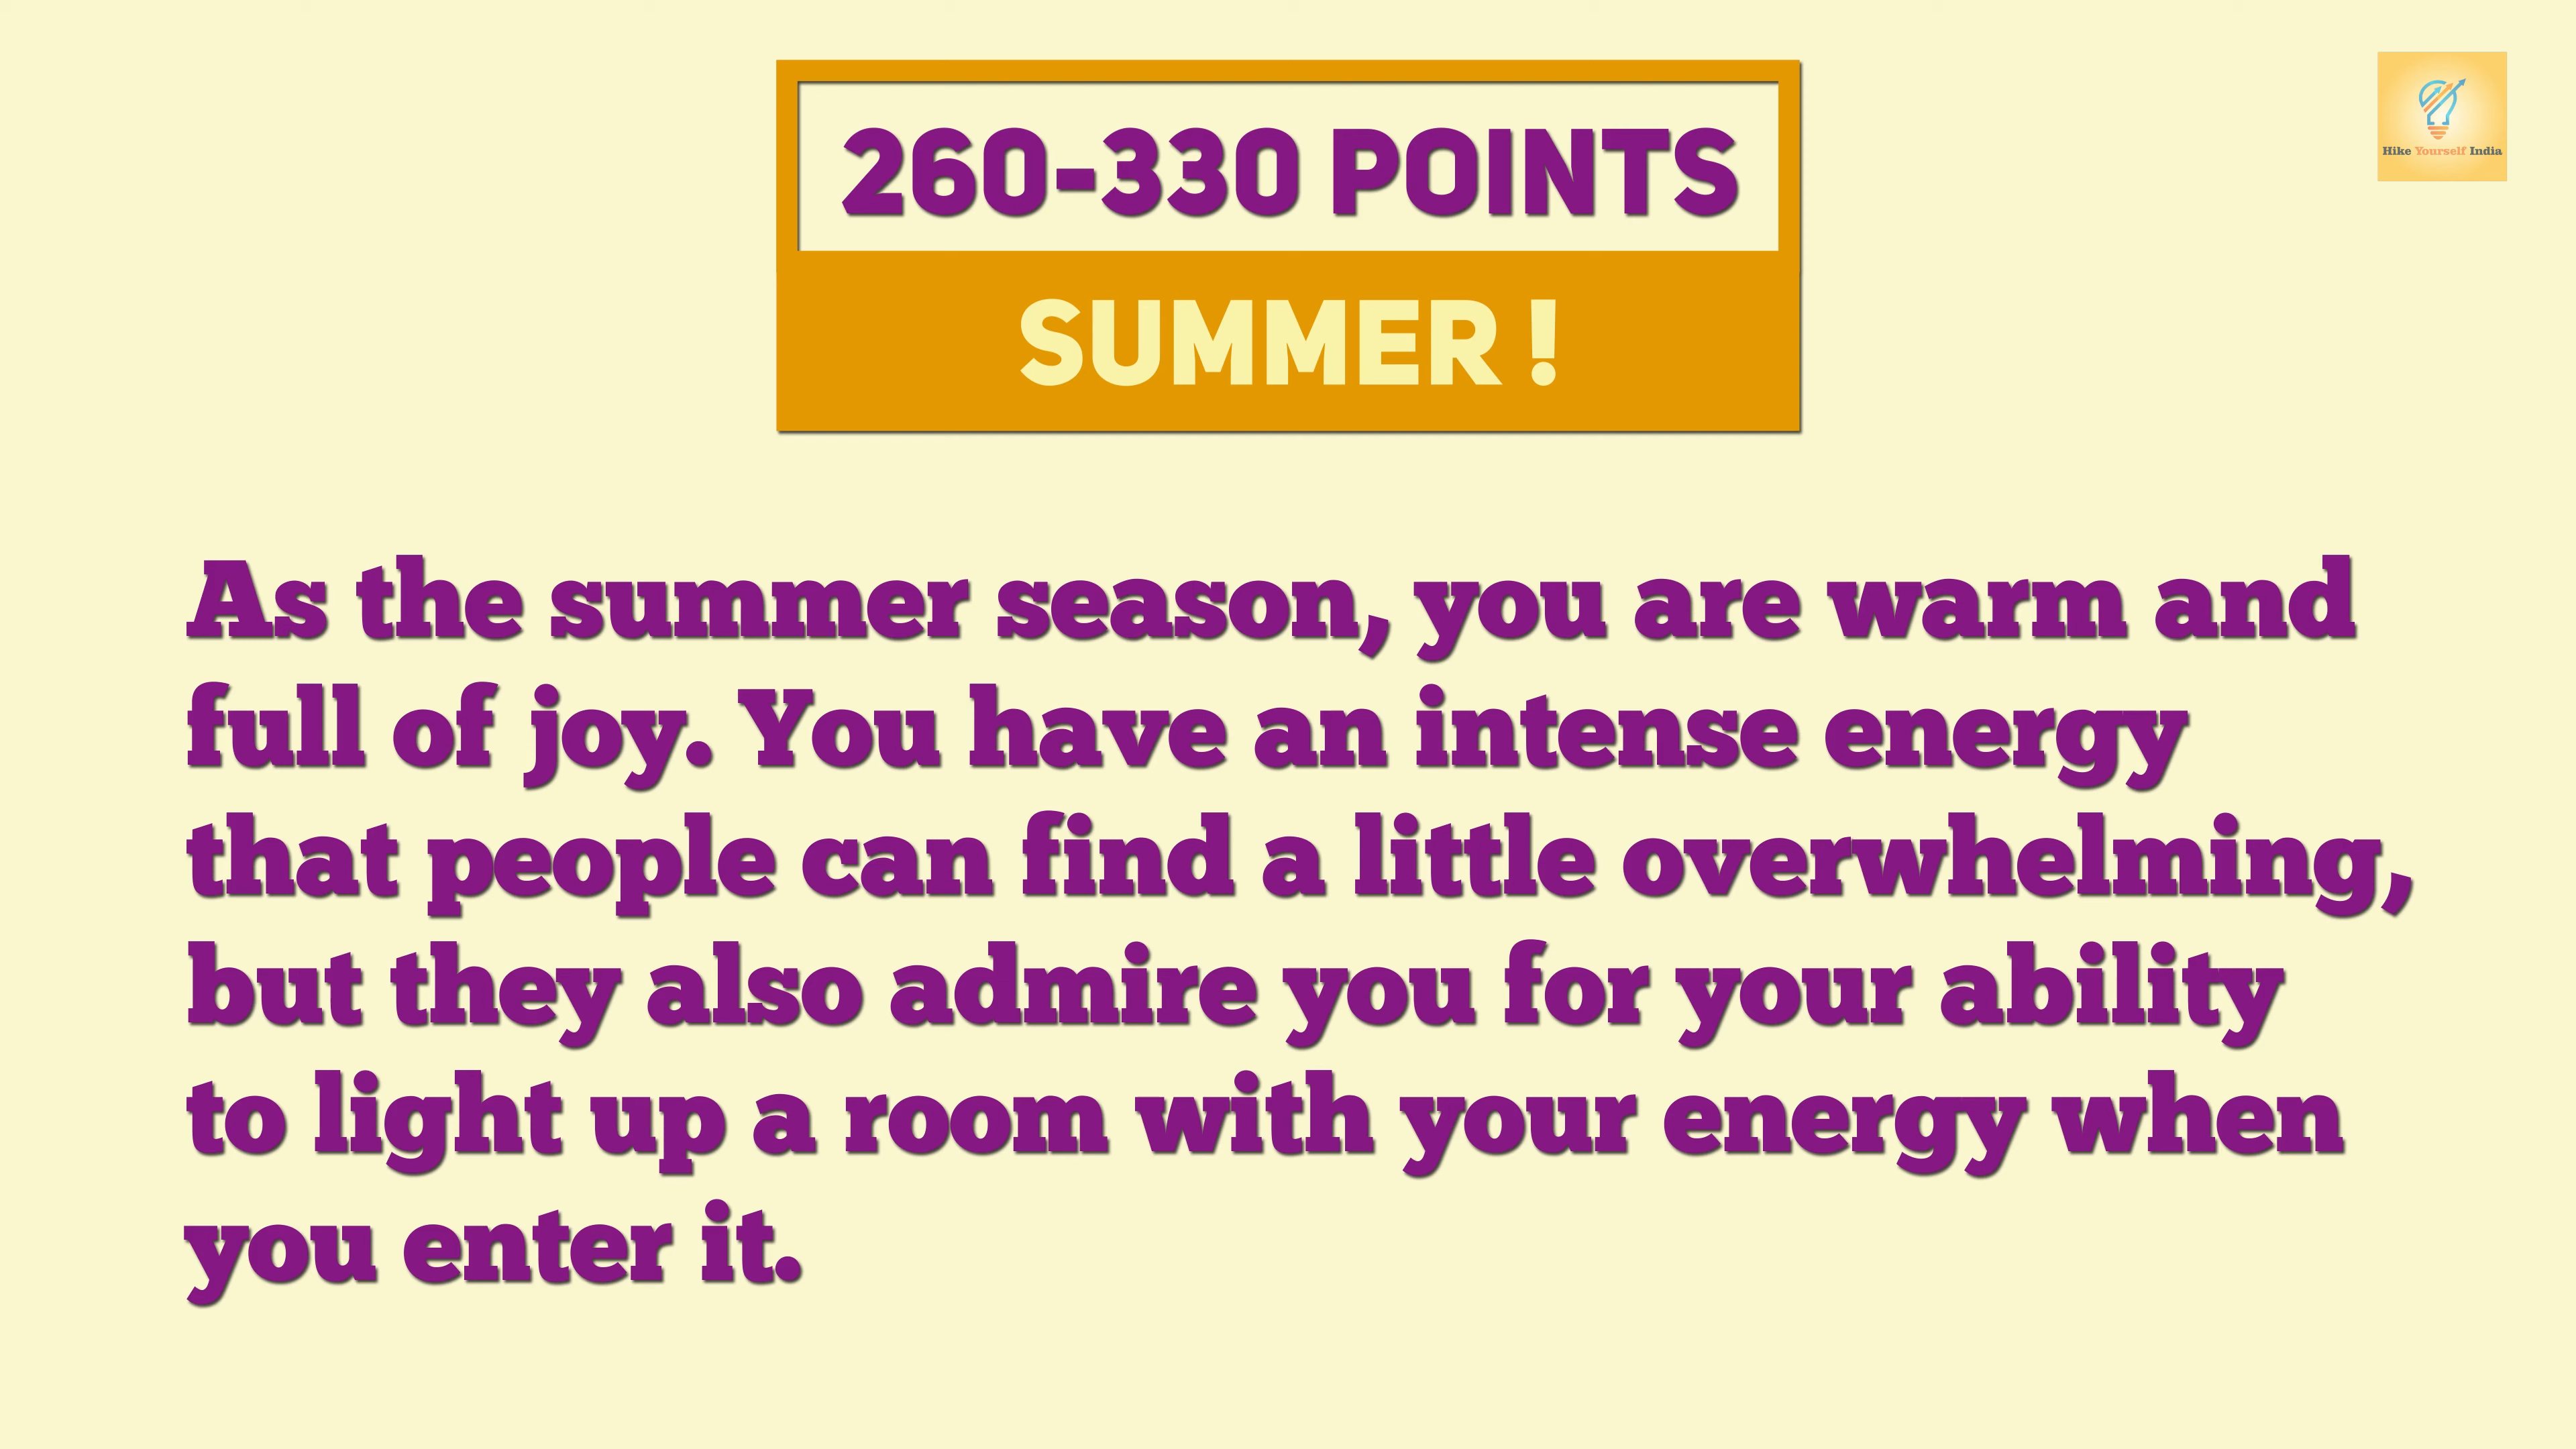 260-330 POINTS
Hike Yourself India
SUMMER !
As the summer season, you are warm and
full of joy. You have an intense energy
that people can find a little overwhelming,
but they also admire you for your ability
to light up a room with your energy when
you enter it.